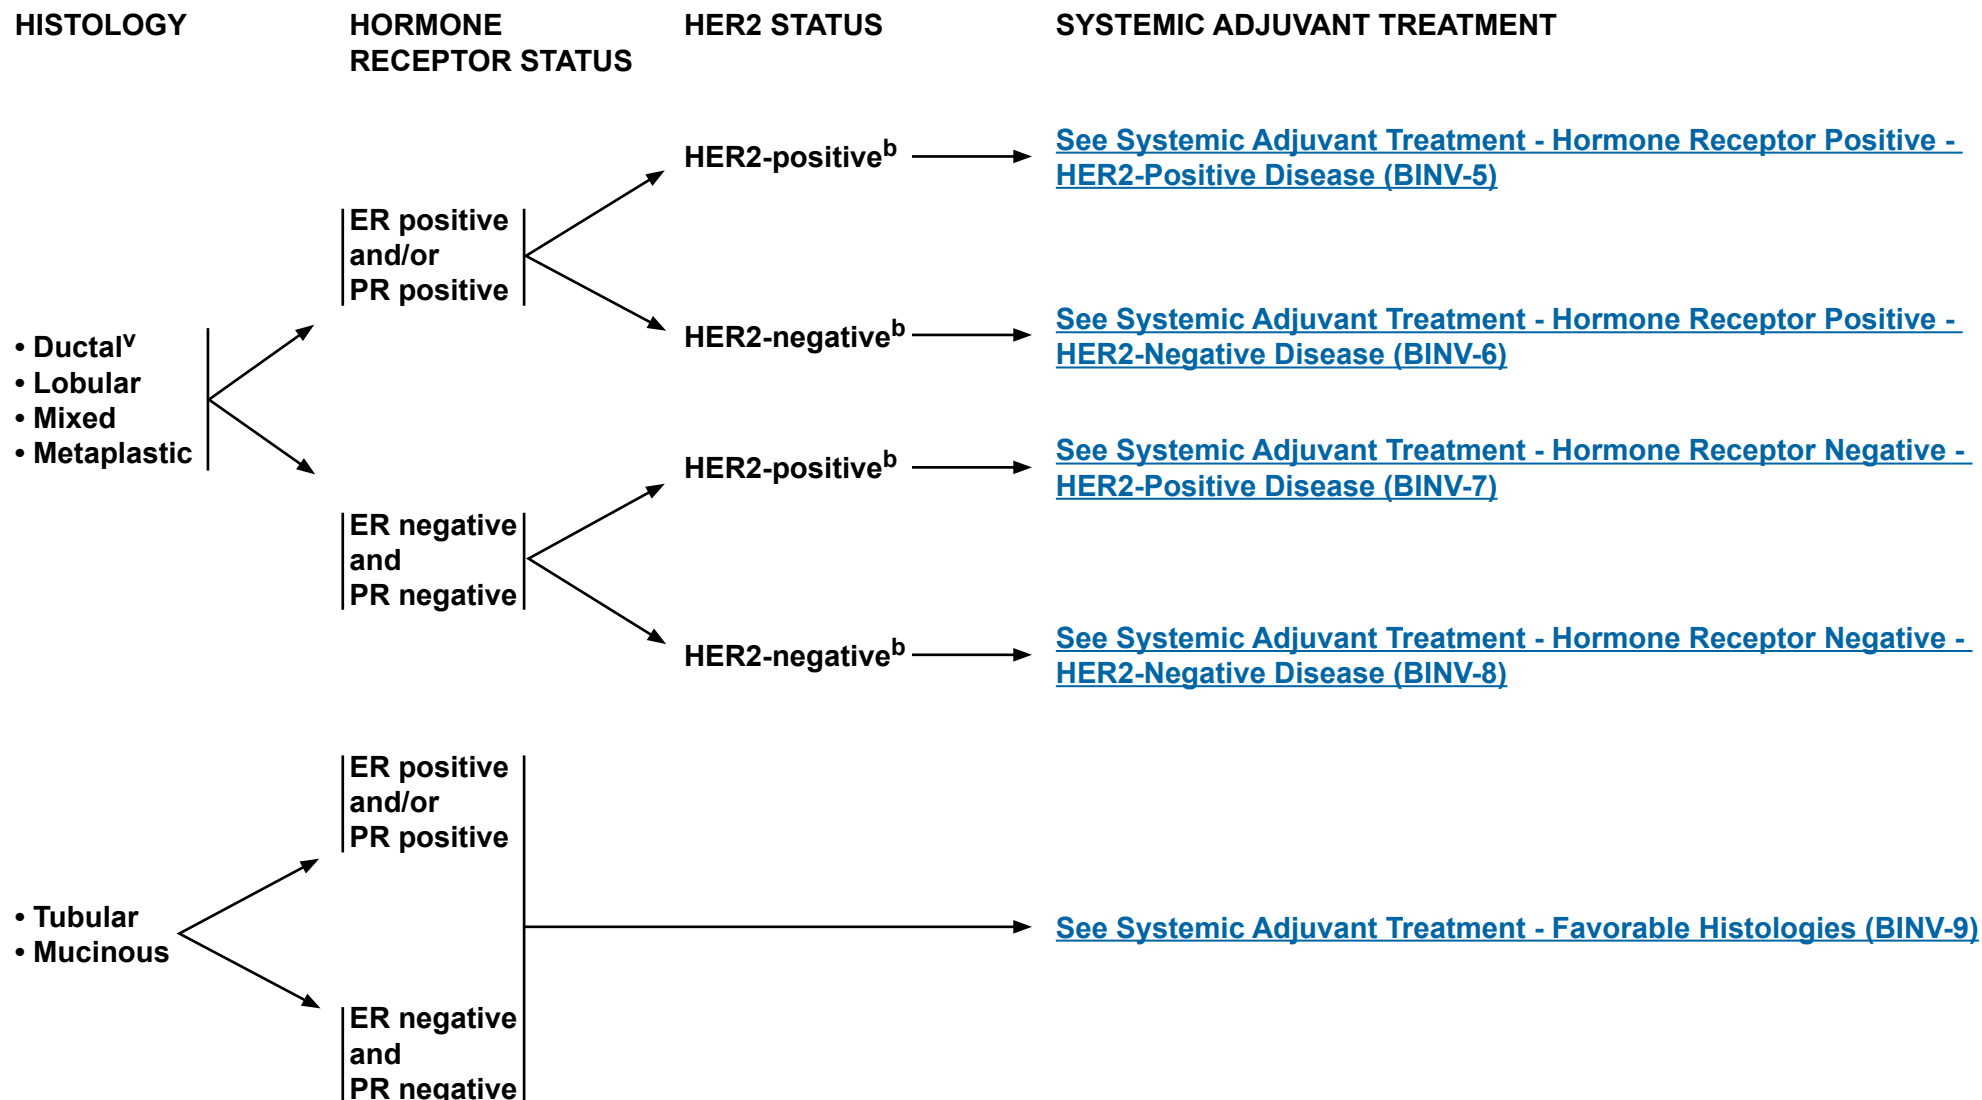 HISTOLOGY
HORMONE
RECEPTOR STATUS
HER2 STATUS
SYSTEMIC ADJUVANT TREATMENT
• Ductalv
• Lobular
• Mixed
• Metaplastic
ER positive
and/or
PR positive
HER2-positiveb
See Systemic Adjuvant Treatment - Hormone Receptor Positive -
HER2-Positive Disease (BINV-5)
HER2-negativeb
See Systemic Adjuvant Treatment - Hormone Receptor Positive -
HER2-Negative Disease (BINV-6)
ER negative
and
PR negative
HER2-positiveb
See Systemic Adjuvant Treatment - Hormone Receptor Negative -
HER2-Positive Disease (BINV-7)
HER2-negativeb
See Systemic Adjuvant Treatment - Hormone Receptor Negative -
HER2-Negative Disease (BINV-8)
• Tubular
• Mucinous
ER positive
and/or
PR positive
ER negative
and
PR negative
See Systemic Adjuvant Treatment - Favorable Histologies (BINV-9)